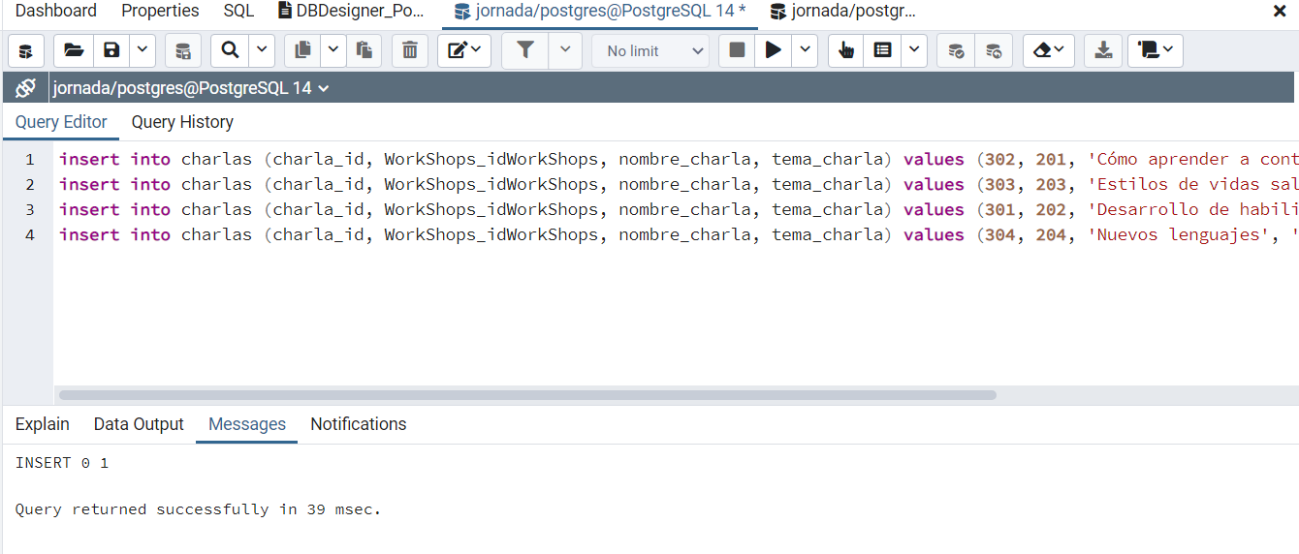 Dashboard Properties SQL DBDesigner_Po... jornada/postgres@PostgreSQL 14 * jornada/postgr...
No limit
jornada/postgres@PostgreSQL 14
Query Editor Query History
1 insert into charlas (charla_id, WorkShops_idWorkShops, nombre_charla, tema_charla) values (302, 201, 'Cómo aprender a cont
2 insert into charlas (charla_id, WorkShops_idWorkShops, nombre_charla, tema_charla) values (303, 203, 'Estilos de vidas sal
3 insert into charlas (charla_id, WorkShops_idWorkShops, nombre_charla, tema_charla) values (301, 202, 'Desarrollo de habili
4 insert into charlas (charla_id, WorkShops_idWorkShops, nombre_charla, tema_charla) values (304, 204, 'Nuevos lenguajes', '
Explain Data Output Messages Notifications
INSERT 0 1
Query returned successfully in 39 msec.